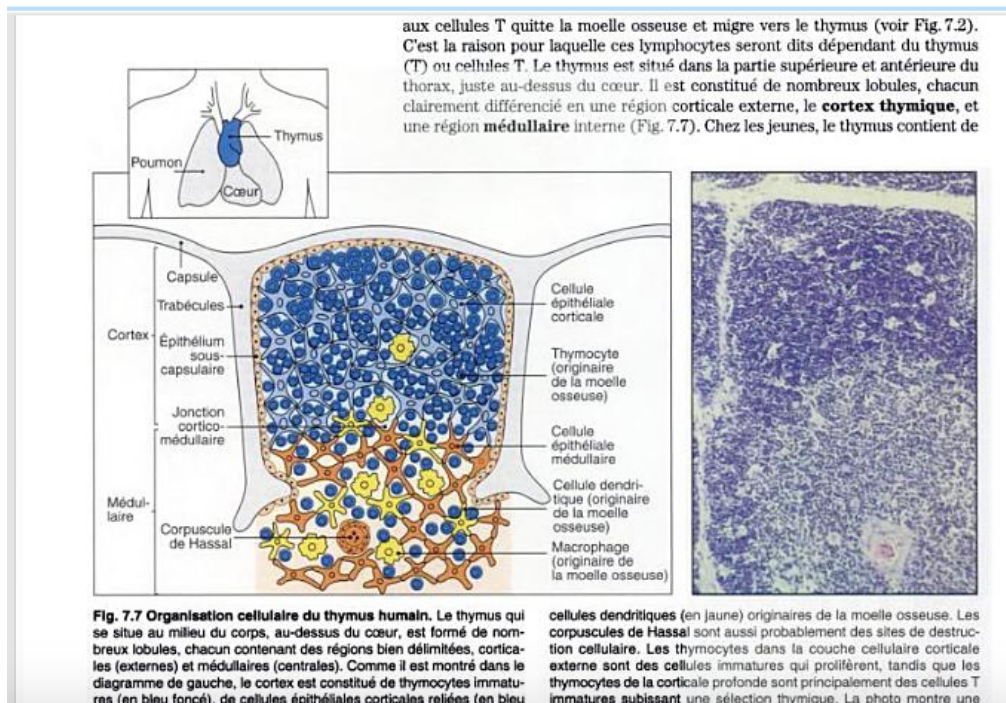 aux cellules T quitte la moelle osseuse et migre vers le thymus (voir Fig. 7.2).
C'est la raison pour laquelle ces lymphocytes seront dits dépendant du thymus
(T) ou cellules T. Le thymus est situé dans la partie supérieure et antérieure du
thorax, juste au-dessus du cœur. Il est constitué de nombreux lobules, chacun
clairement différencié en une région corticale externe, le cortex thymique, et
une région médullaire interne (Fig. 7.7). Chez les jeunes, le thymus contient de
Thymus
Poumon
Cœur
Capsule
Trabécules
Cortex
Épithélium
sous-
capsulaire
Jonction
cortico-
médullaire
Médul-
laire
Corpuscule
de Hassal
Cellule
épithéliale
corticale
Thymocyte
(originaire
de la moelle
osseuse)
Cellule
épithéliale
médullaire
Cellule dendri-
tique (originaire
de la moelle
osseuse)
Macrophage
(originaire de
la moelle osseuse)
Fig. 7.7 Organisation cellulaire du thymus humain. Le thymus qui
se situe au milieu du corps, au-dessus du cœur, est formé de nom-
breux lobules, chacun contenant des régions bien délimitées, cortica-
les (externes) et médullaires (centrales). Comme il est montré dans le
diagramme de gauche, le cortex est constitué de thymocytes immatu-
res (en bleu foncé), de cellules épithéliales corticales reliées (en bleu
cellules dendritiques (en jaune) originaires de la moelle osseuse. Les
corpuscules de Hassal sont aussi probablement des sites de destruc-
tion cellulaire. Les thymocytes dans la couche cellulaire corticale
externe sont des cellules immatures qui prolifèrent, tandis que les
thymocytes de la corticale profonde sont principalement des cellules T
immatures subissant une sélection thymique. La photo montre une